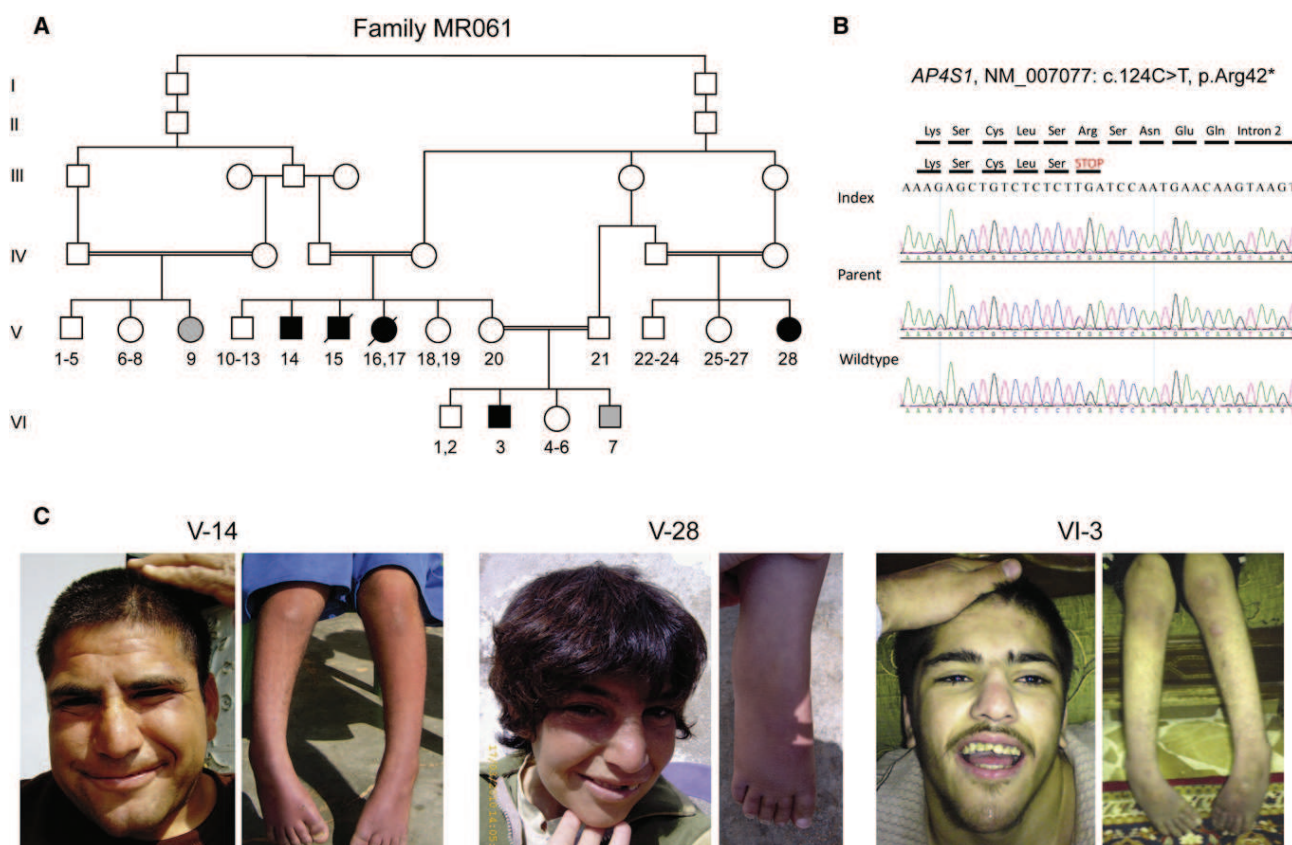 A
Family MR061
I
II
III
IV
V
VI
1-5 6-8 9 10-13 14 15 16,17 18,19 20 21 22-24 25-27 28
1,2 3 4-6 7
B
AP4S1, NM_007077: c.124C>T, p.Arg42*
Lys Ser Cys Leu Ser Arg Ser Asn Glu Gln Intron 2
Lys Ser Cys Leu Ser STOP
AAAGAGCTGTCTCTCTTGATCCAATGAACAAGTAAGT
Index
Parent
Wildtype
C
V-14 V-28 VI-3